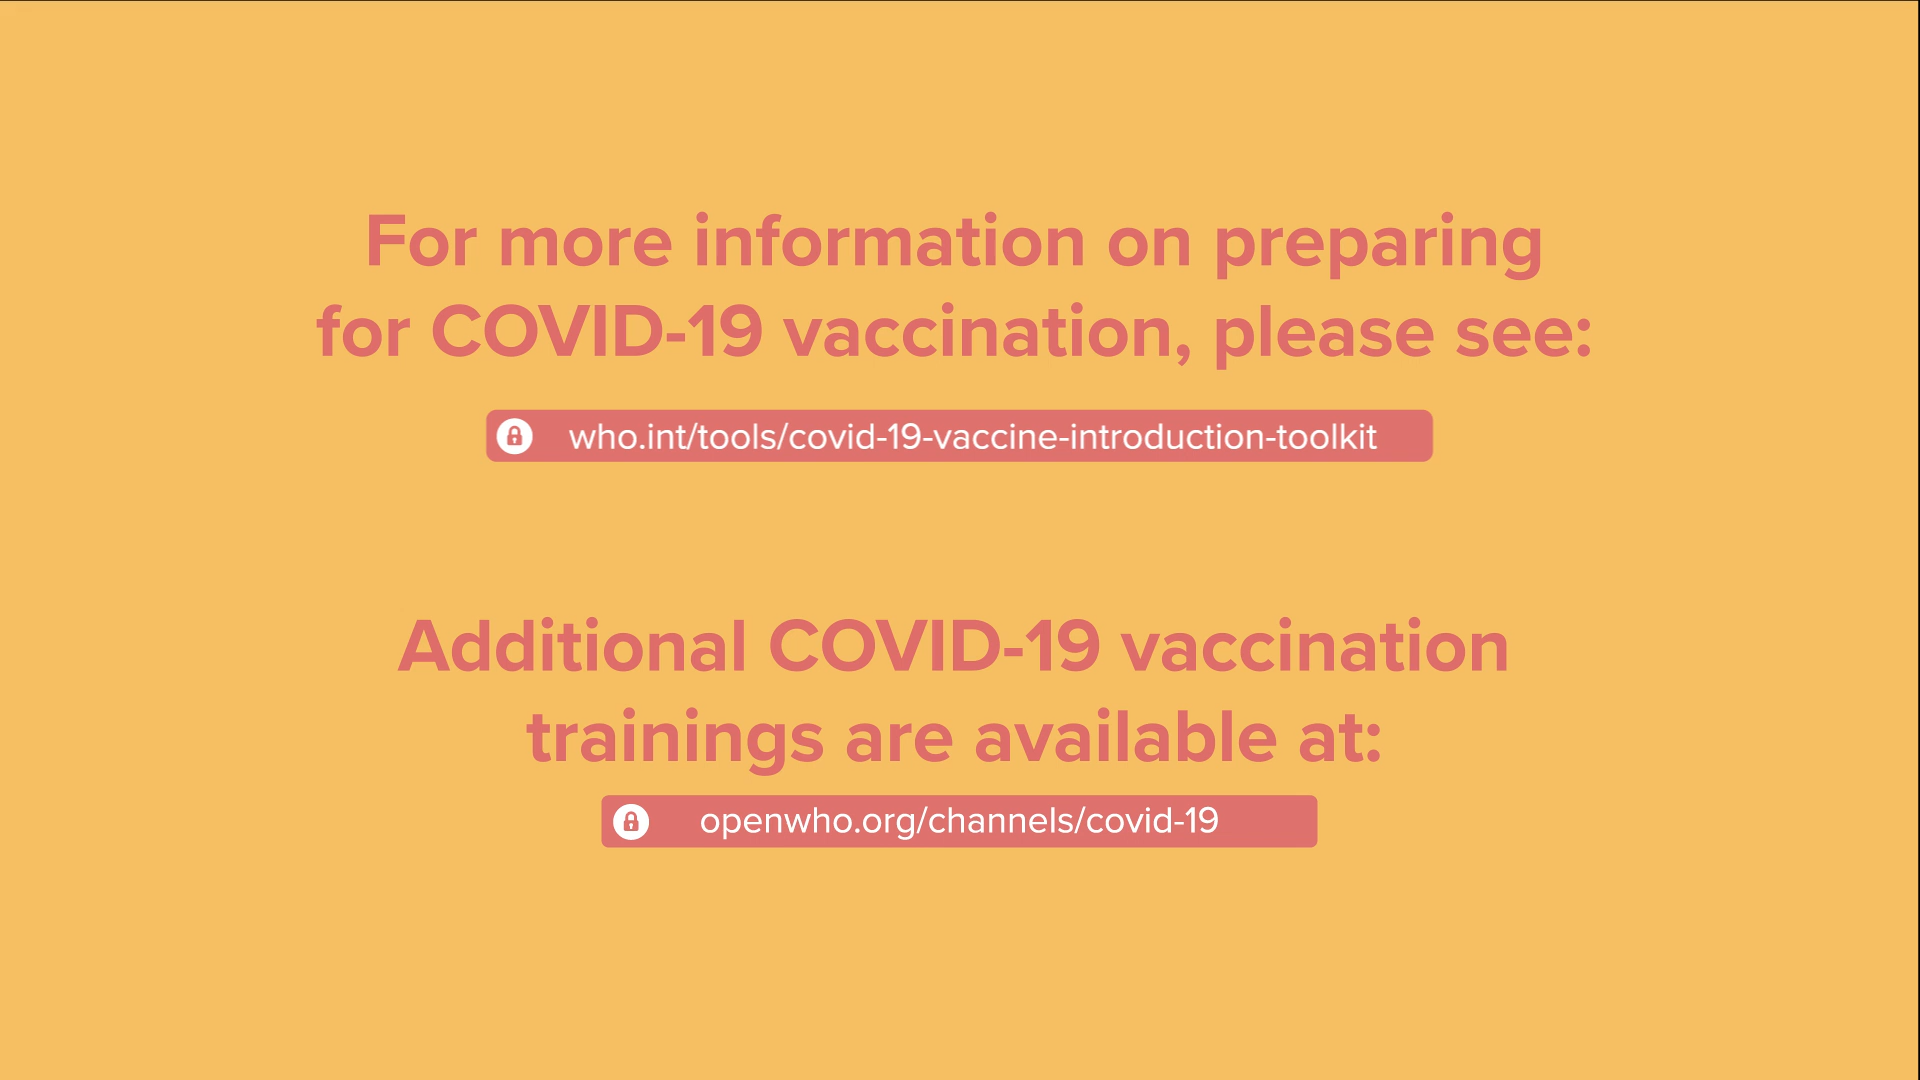 For more information on preparing
for COVID-19 vaccination, please see:
who.int/tools/covid-19-vaccine-introduction-toolkit
Additional COVID-19 vaccination
trainings are available at:
openwho.org/channels/covid-19